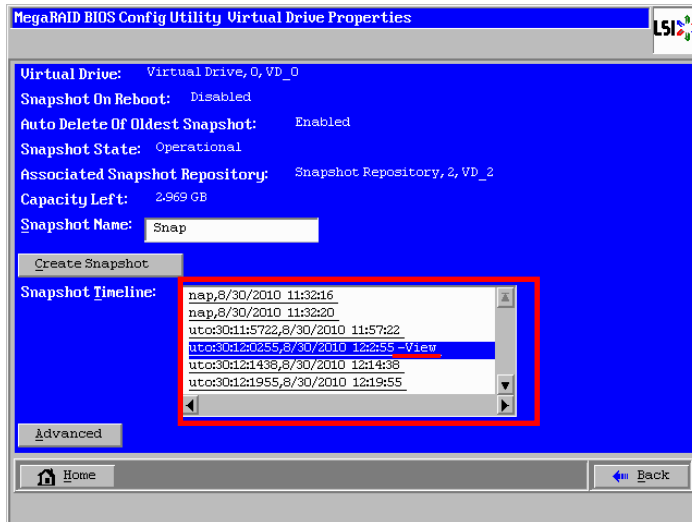 MegaRAID BIOS Config Utility Virtual Drive Properties
LSI
Virtual Drive: Virtual Drive, 0, VD_0
Snapshot On Reboot: Disabled
Auto Delete Of Oldest Snapshot: Enabled
Snapshot State: Operational
Associated Snapshot Repository: Snapshot Repository, 2, VD_2
Capacity Left: 2.969 GB
Snapshot Name: Snap
Create Snapshot
Snapshot Timeline:
nap,8/30/2010 11:32:16
nap,8/30/2010 11:32:20
uto:30:11:5722,8/30/2010 11:57:22
uto:30:12:0255,8/30/2010 12:2:55 -View
uto:30:12:1438,8/30/2010 12:14:38
uto:30:12:1955,8/30/2010 12:19:55
Advanced
Home Back